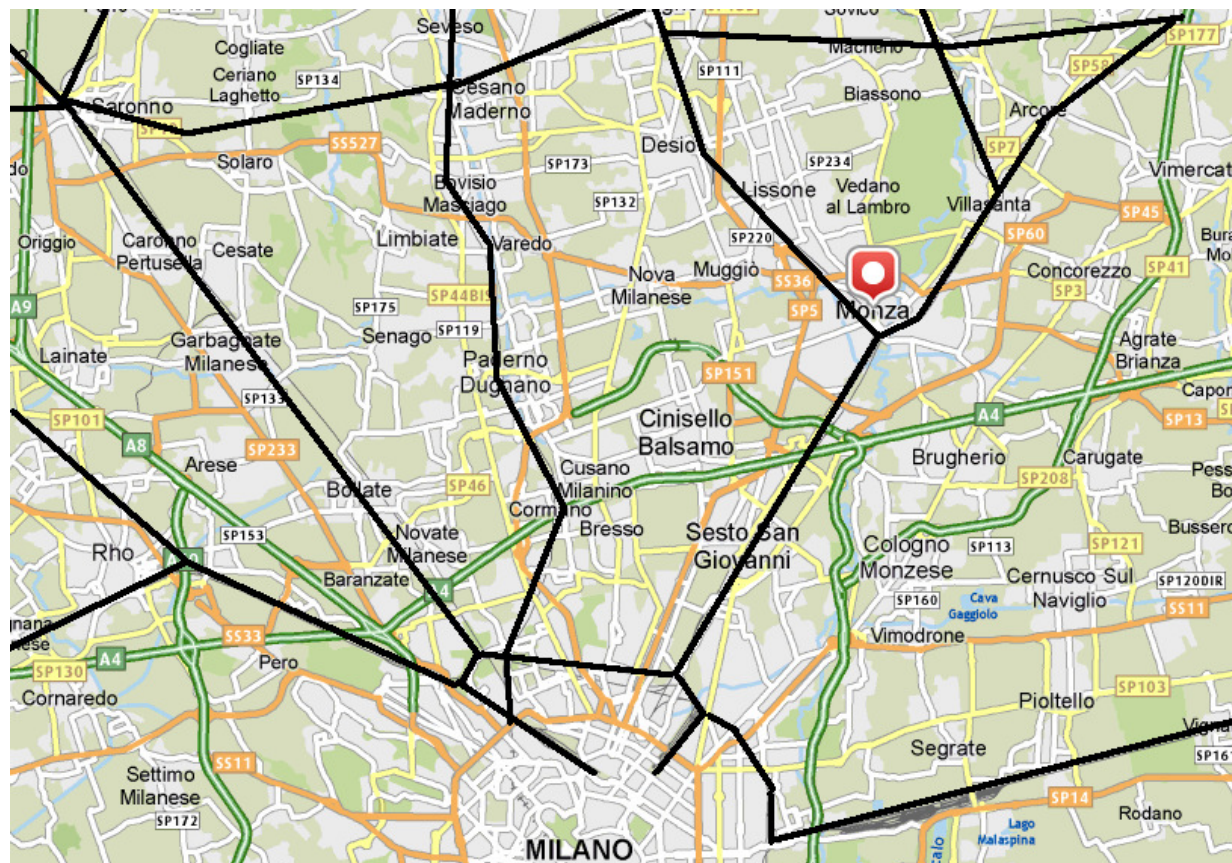 Seveso
Sovico
SP177
Cogliate
Macherio
Ceriano
Laghetto
SP134
SP111
SP58
Cesano
Maderno
Biassono
Saronno
Arcore
SS527
SP7
Desio
Solaro
SP173
SP234
Vimercat
Bovisio
Masciago
Lissone
Vedano
al Lambro
Villasanta
SP132
SP45
Origgio
Caronno
Pertusella
Cesate
Limbiate
Varedo
SP220
SP60
Muggiò
Nova
Milanese
SS36
Concorezzo
SP41
SP3
SP44BIS
A9
SP175
Monza
SP5
Senago
SP119
Garbagnate
Milanese
Lainate
Paderno
Dugnano
Agrate
Brianza
SP151
SP133
SP101
Cinisello
Balsamo
A4
SP13
A8
SP233
Arese
Cusano
Milanino
Brugherio
Carugate
SP46
SP208
Bollate
Cormano
Bresso
Novate
Milanese
SP153
Sesto San
Giovanni
Rho
Cologno
Monzese
SP113
SP121
Baranzate
Cernusco Sul
Naviglio
SP120DIR
A4
SP160
Cava
Gaggiolo
SS11
SS33
Vimodrone
A4
Pero
SP130
Cornaredo
Pioltello
SP103
Segrate
SS11
Settimo
Milanese
SP14
SP172
Rodano
Lago
Malaspina
MILANO